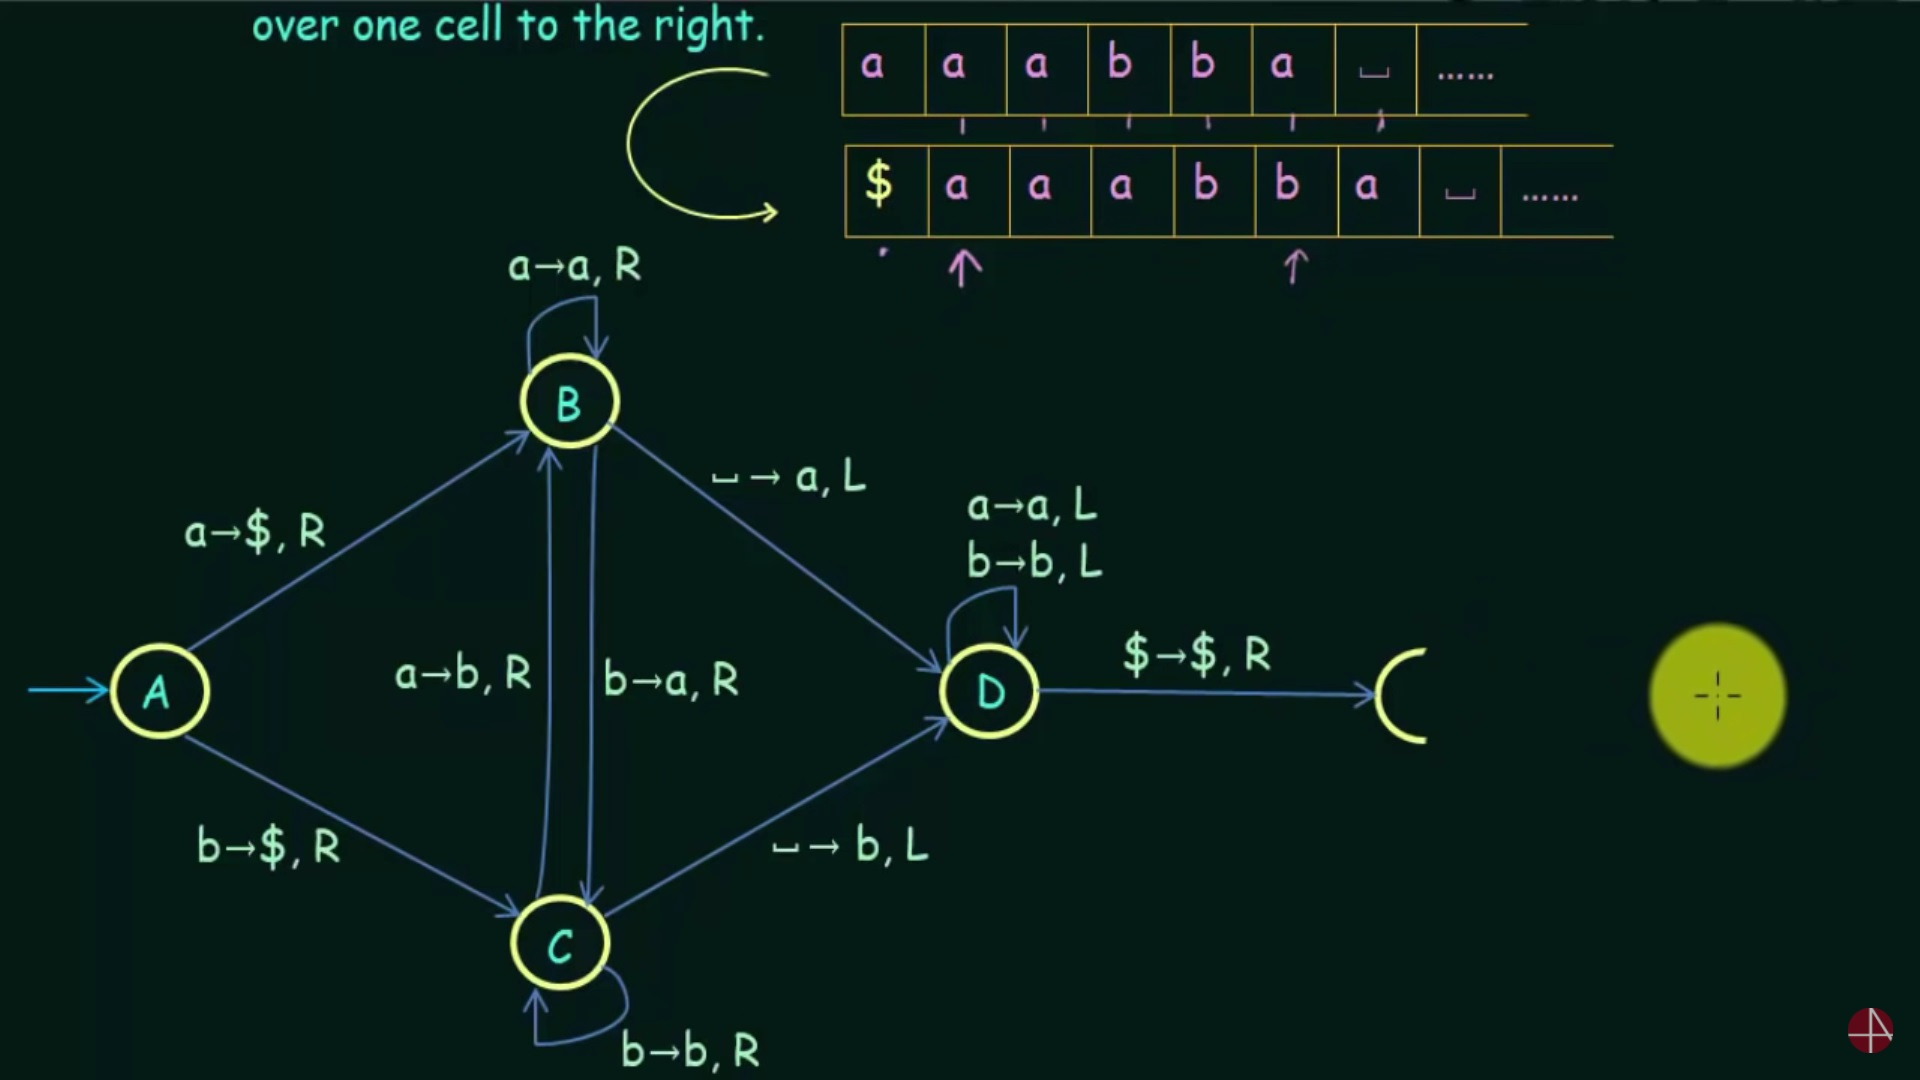 over one cell to the right.
a a a b b a ␣ ......
$ a a a b b a ␣ ......
a→a, R
B
␣→ a, L
a→$, R
a→a, L
b→b, L
$→$, R
A
a→b, R
b→a, R
D
b→$, R
␣→ b, L
C
b→b, R